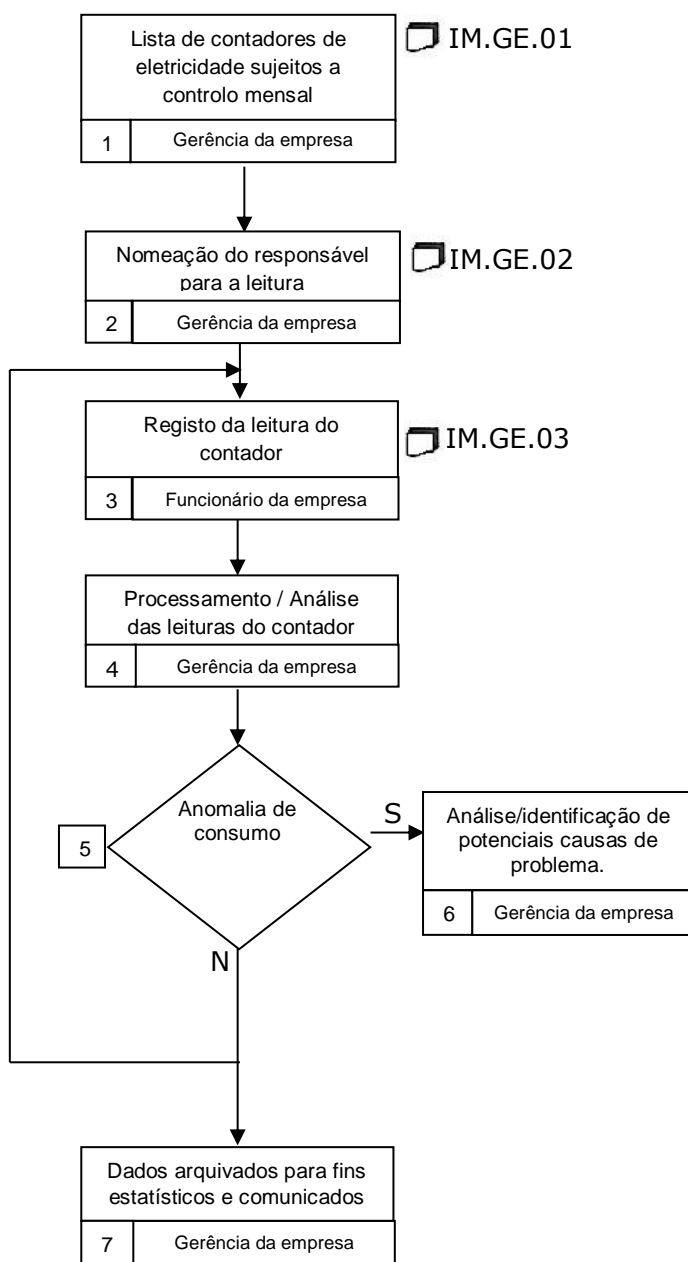 Lista de contadores de
eletricidade sujeitos a
controlo mensal
IM.GE.01
1
Gerência da empresa
Nomeação do responsável
para a leitura
IM.GE.02
2
Gerência da empresa
Registo da leitura do
contador
IM.GE.03
3
Funcionário da empresa
Processamento / Análise
das leituras do contador
4
Gerência da empresa
Anomalia de
consumo
5
S
Análise/identificação de
potenciais causas de
problema.
6
Gerência da empresa
N
Dados arquivados para fins
estatísticos e comunicados
7
Gerência da empresa